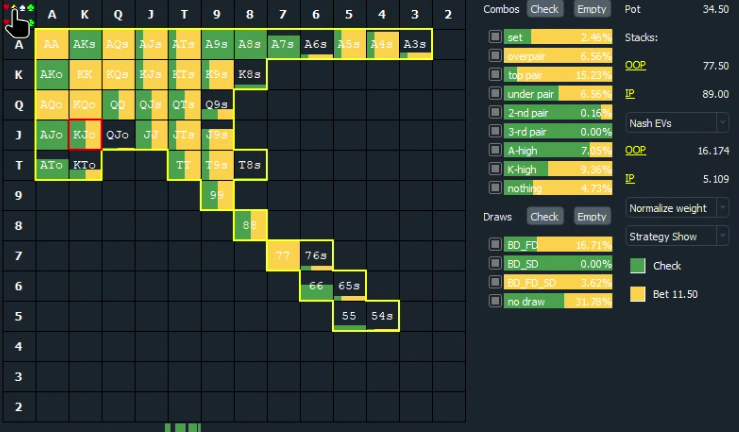 A K Q J T 9 8 7 6 5 4 3 2
A AA AKs AQs AJs ATs A9s A8s A7s A6s A5s A4s A3s
K AKo KK KQs KJs KTs K9s K8s
Q AQo KQo QQ QJs QTs Q9s
J AJo KJo QJo JJ JTs J9s
T ATo KTo TT T9s T8s
9 99
8 88
7 77 76s
6 66 65s
5 55 54s
4
3
2
Combos Check Empty
set 2.46%
overpair 6.56%
top pair 15.23%
under pair 6.56%
2-nd pair 0.16%
3-rd pair 0.00%
A-high 7.05%
K-high 9.36%
nothing 4.73%
Draws Check Empty
BD_FD 16.71%
BD_SD 0.00%
BD_FD_SD 3.62%
no draw 31.78%
Pot 34.50
Stacks:
OOP 77.50
IP 89.00
Nash EVs
OOP 16.174
IP 5.109
Normalize weight
Strategy Show
Check
Bet 11.50